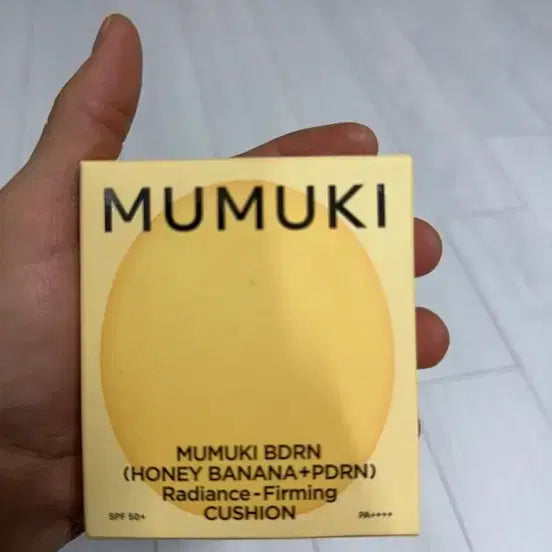 MUMUKI
MUMUKI BDRN
(HONEY BANANA+PDRN)
Radiance-Firming
CUSHION
SPF 50+
PA++++